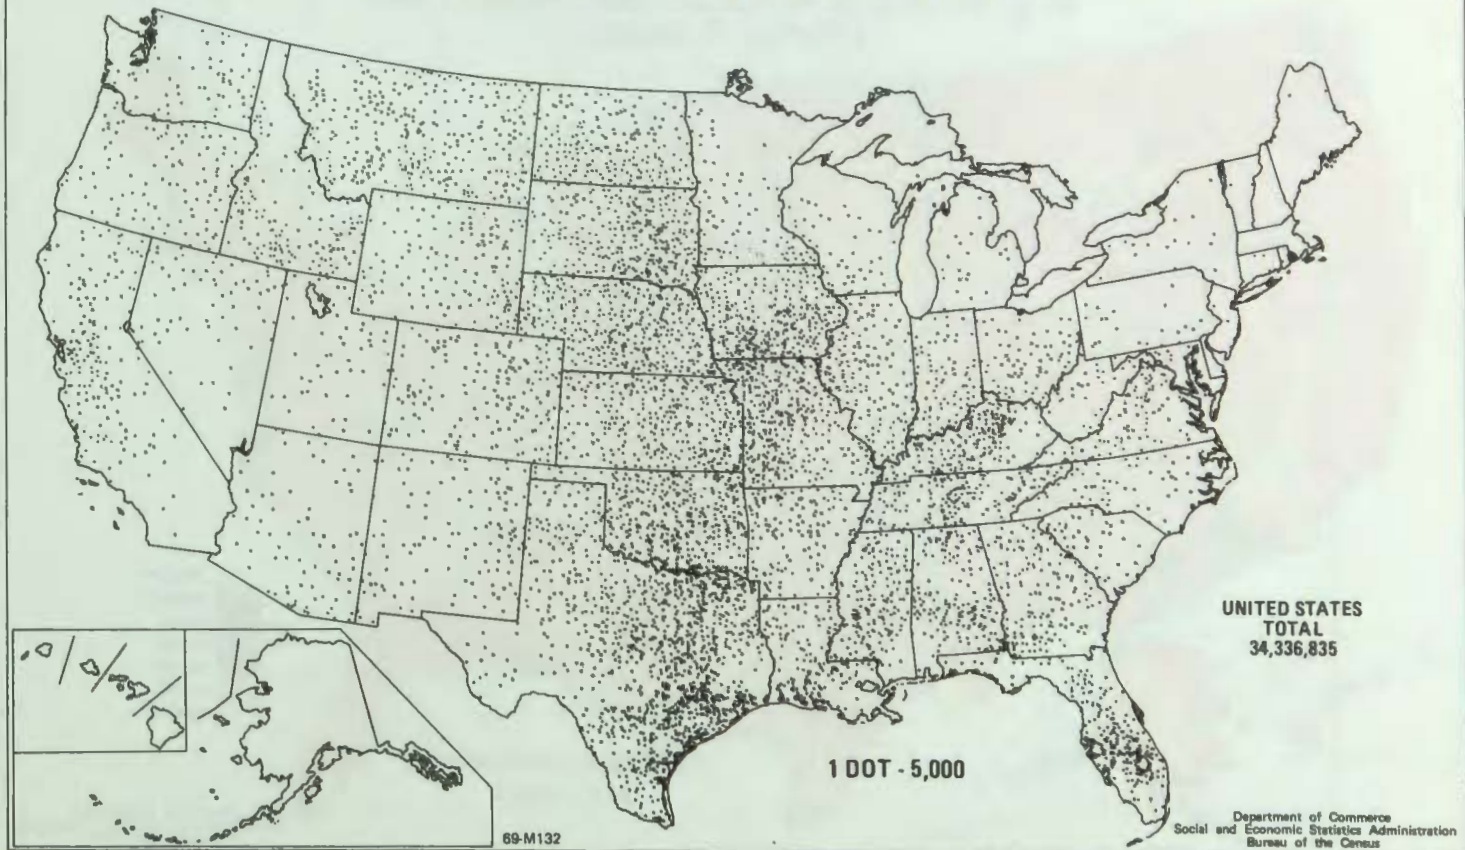 UNITED STATES
TOTAL
34,336,835
1 DOT - 5,000
69-M132
Department of Commerce
Social and Economic Statistics Administration
Bureau of the Census